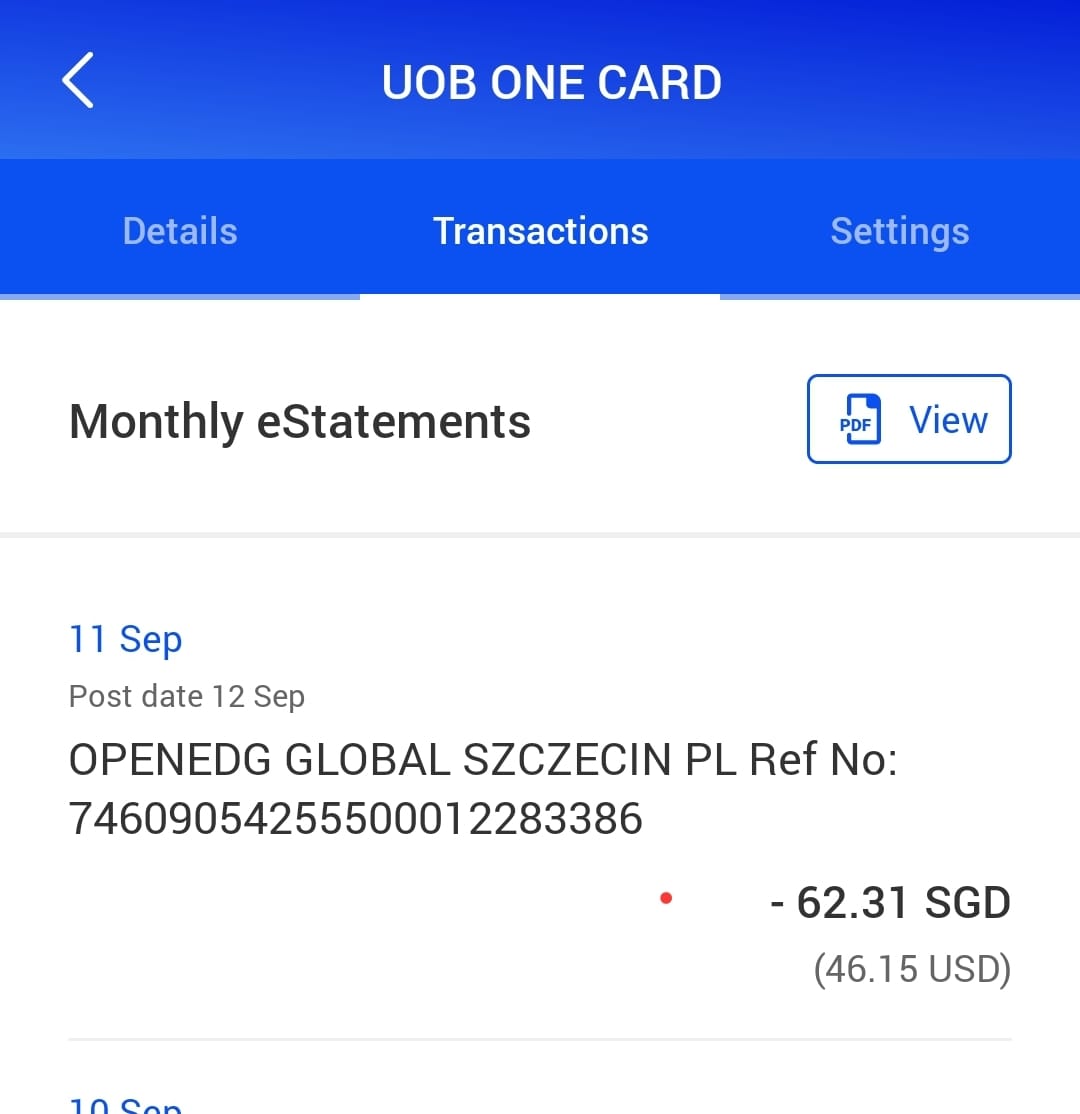 UOB ONE CARD
Details Transactions Settings
Monthly eStatements
PDF View
11 Sep
Post date 12 Sep
OPENEDG GLOBAL SZCZECIN PL Ref No:
74609054255500012283386
- 62.31 SGD
(46.15 USD)
10 Sep